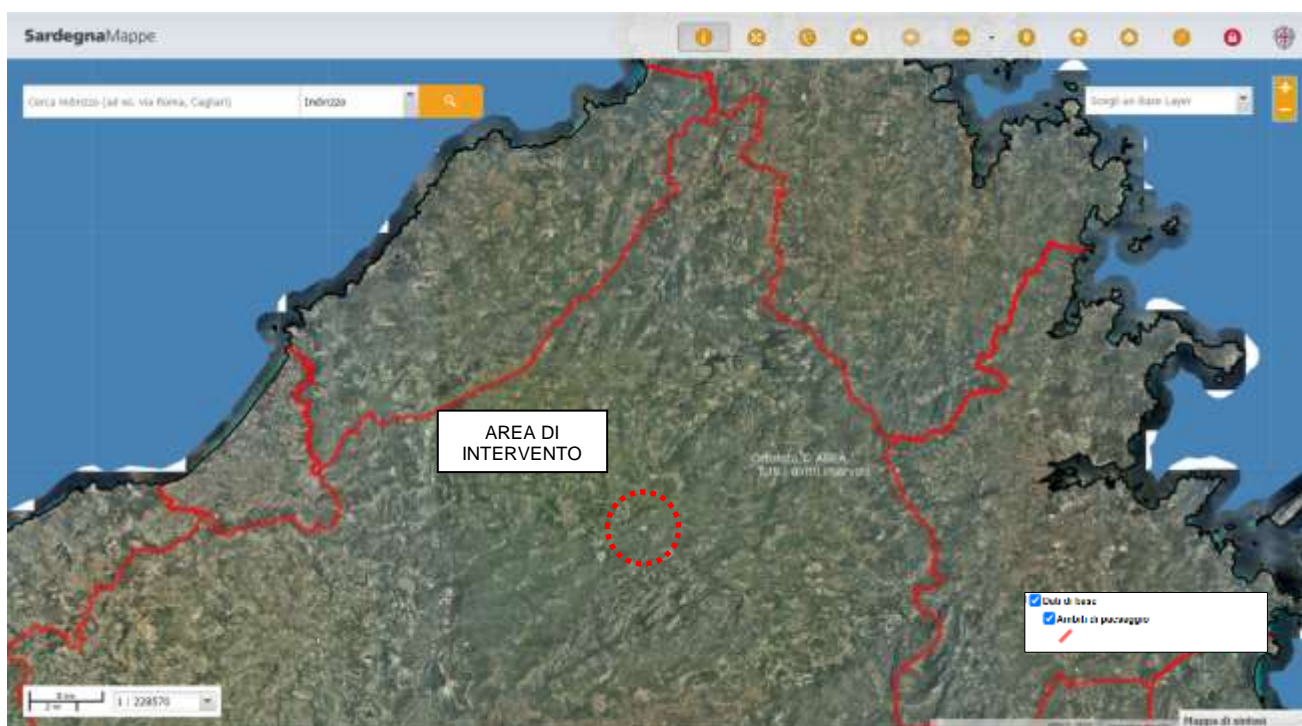 SardegnaMappe
Cerca indirizzo (ad es. via Roma, Cagliari)
Indirizzo
Scegli un Base Layer
+
−
AREA DI
INTERVENTO
Ortofoto © AGEA
Tutti i diritti riservati
Dati di base
Ambiti di paesaggio
1 : 228570
Mappa di sintesi